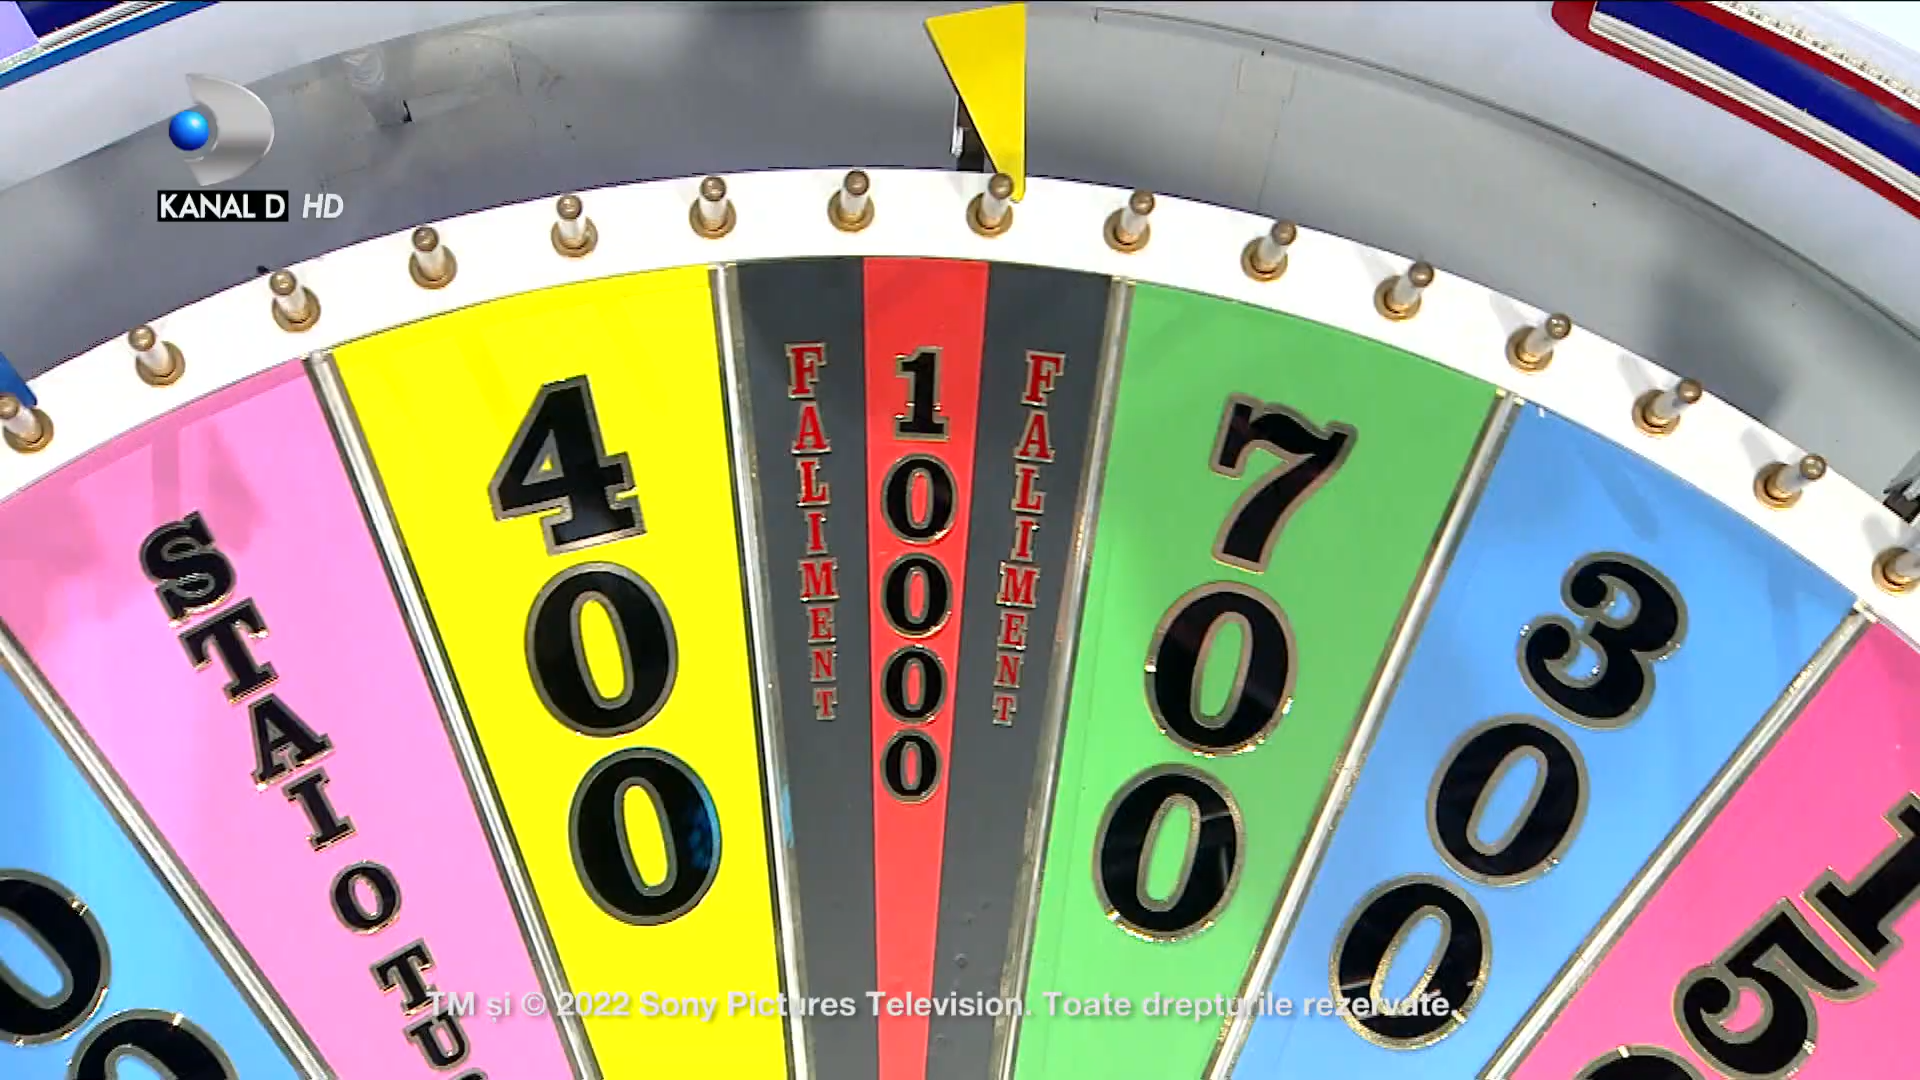 KANAL D HD
STAI O TU
400
FALIMENT
10000
FALIMENT
700
300
15
TM și © 2022 Sony Pictures Television. Toate drepturile rezervate.